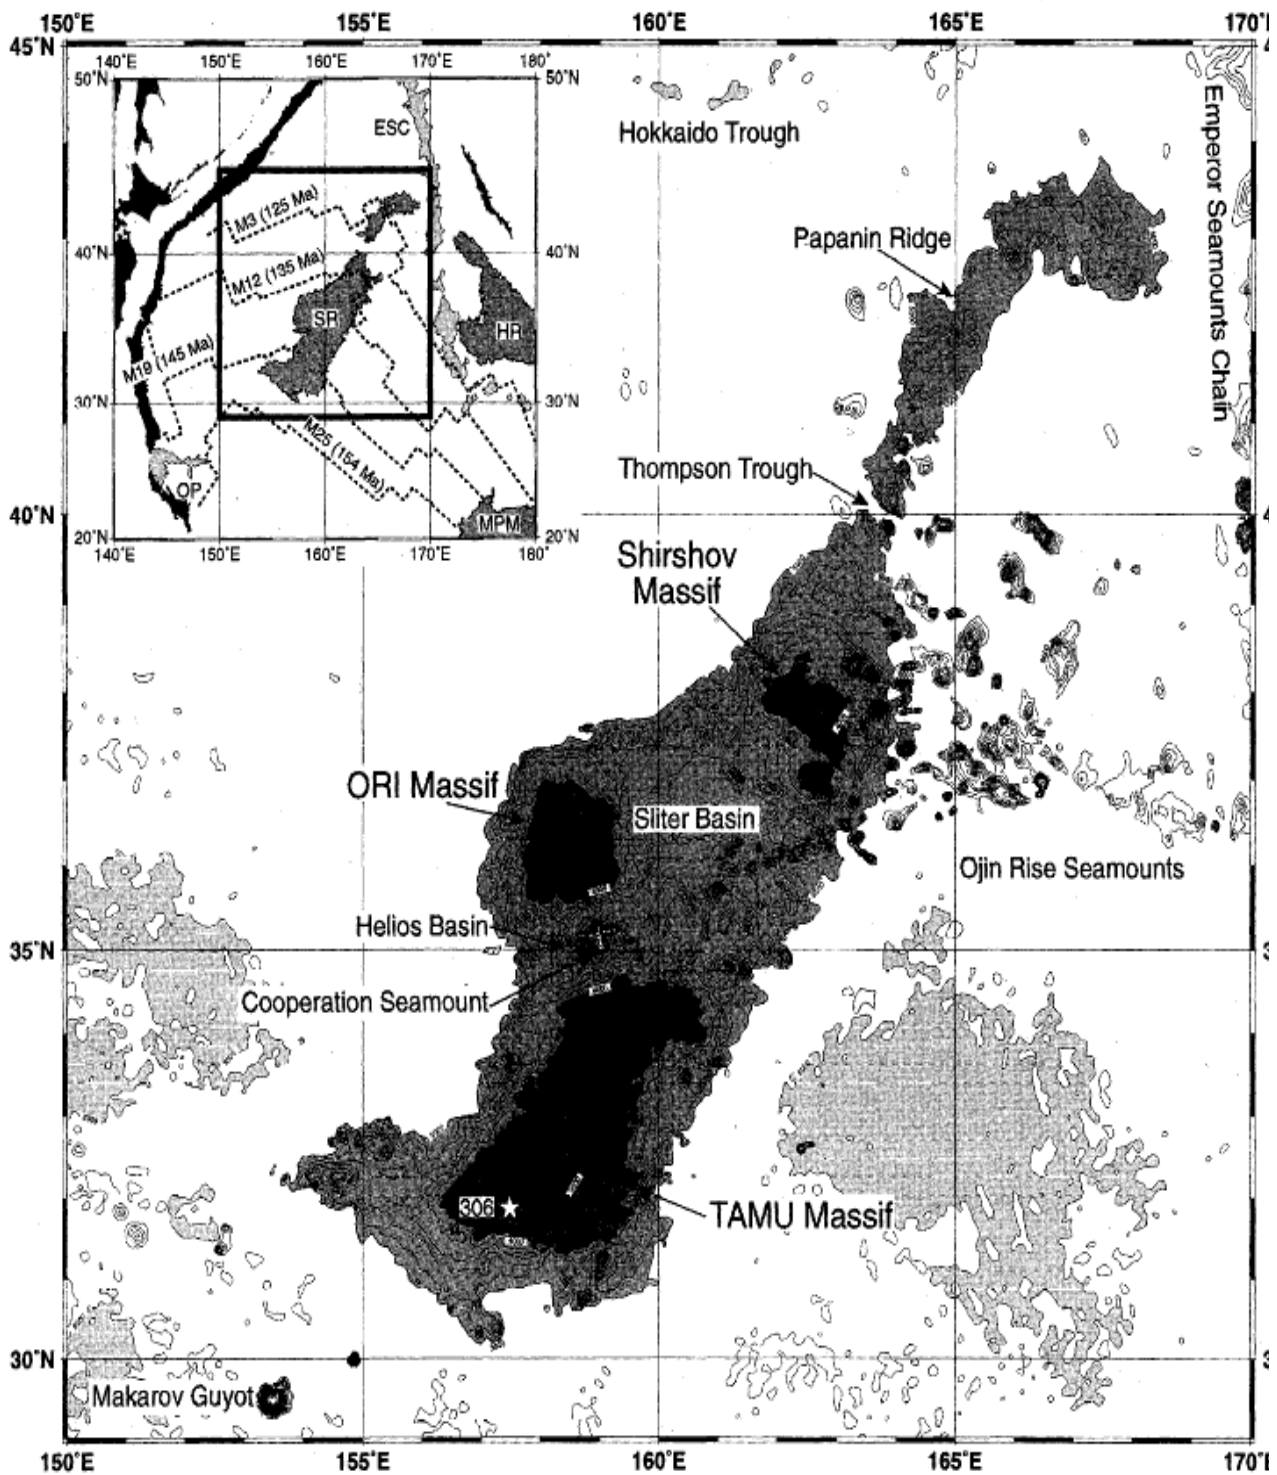 150°E 155°E 160°E 165°E 170°E
45°N
140°E 150°E 160°E 170°E 180°
50°N 50°N
ESC
M3 (125 Ma)
40°N 40°N
M12 (135 Ma)
SR
HR
M19 (145 Ma)
30°N 30°N
M25 (154 Ma)
OP
MPM
20°N 20°N
140°E 150°E 160°E 170°E 180°
Hokkaido Trough
Emperor Seamounts Chain
Papanin Ridge
Thompson Trough
40°N
Shirshov
Massif
ORI Massif
Sliter Basin
Ojin Rise Seamounts
Helios Basin
35°N
Cooperation Seamount
306
TAMU Massif
30°N
Makarov Guyot
150°E 155°E 160°E 165°E